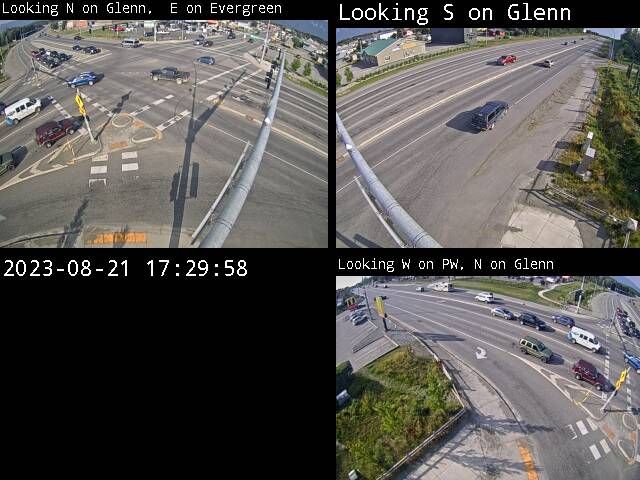 Looking N on Glenn, E on Evergreen
Looking S on Glenn
2023-08-21 17:29:58
Looking W on PW, N on Glenn